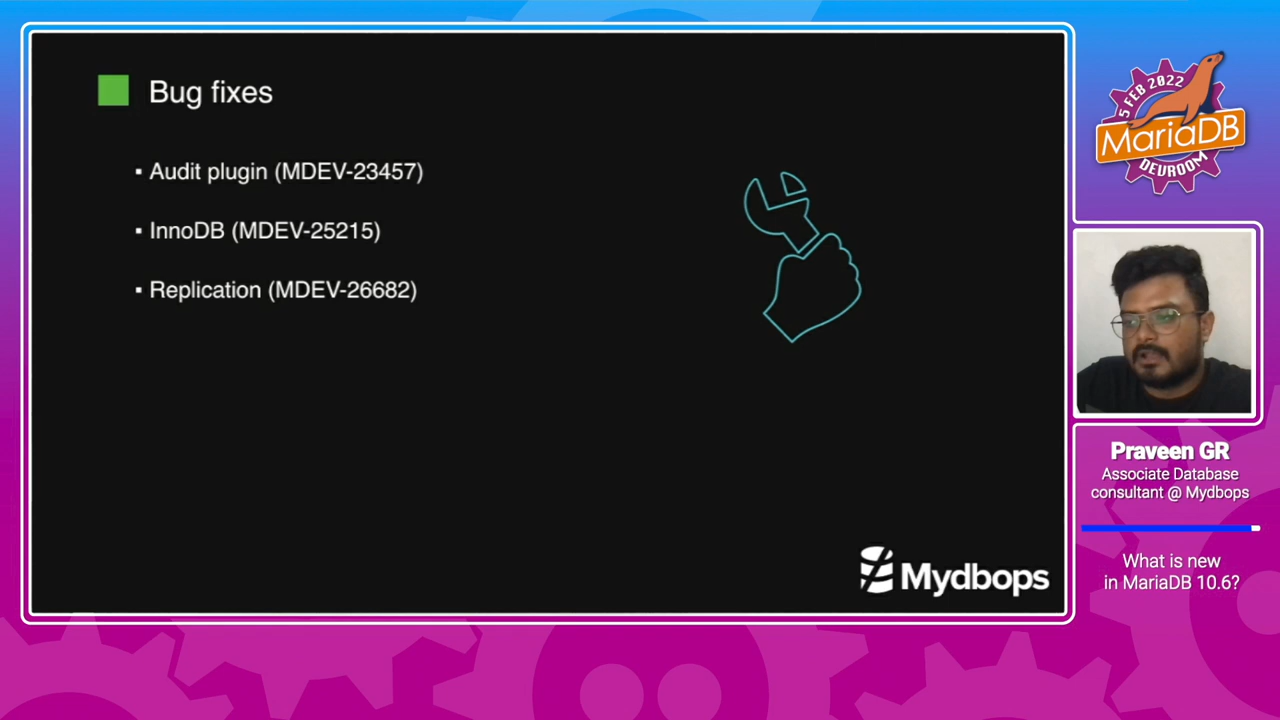 Bug fixes
▪ Audit plugin (MDEV-23457)
▪ InnoDB (MDEV-25215)
▪ Replication (MDEV-26682)
Mydbops
5 FEB 2022
MariaDB
DEVROOM
Praveen GR
Associate Database
consultant @ Mydbops
What is new
in MariaDB 10.6?